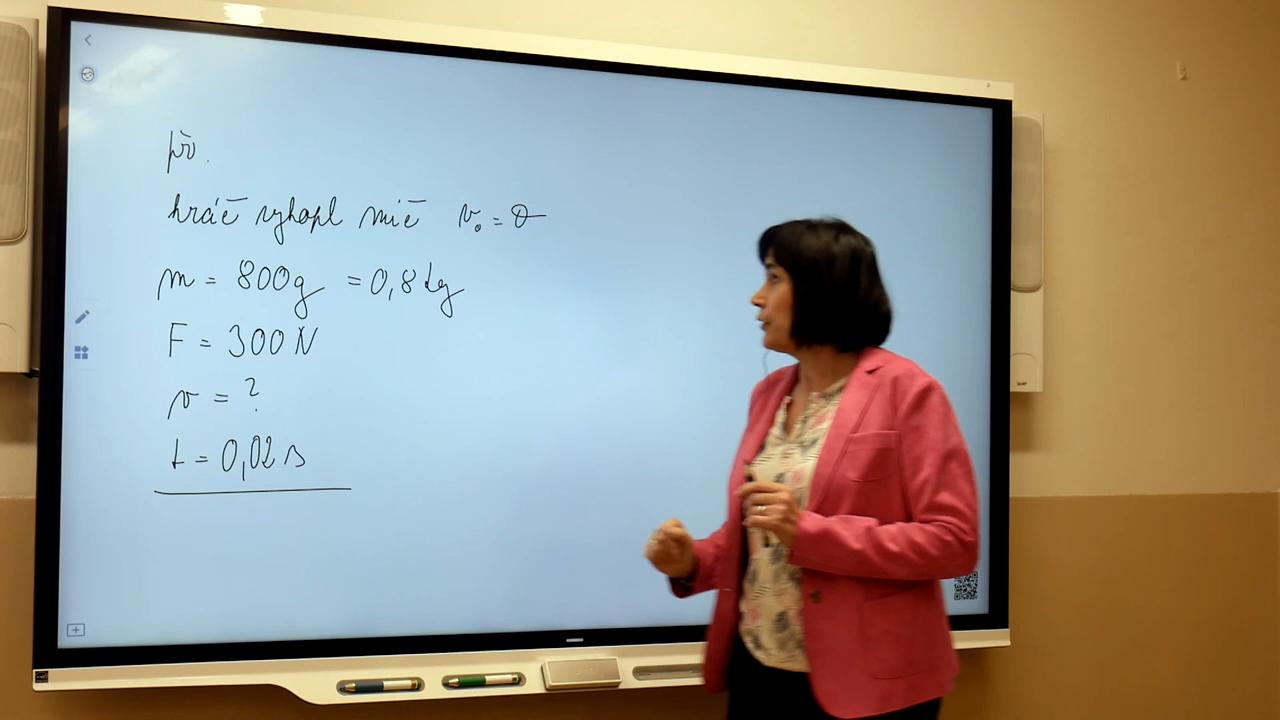 př.
hráč vykopl míč v₀ = 0
m = 800g = 0,8 kg
F = 300 N
v = ?
t = 0,02 s